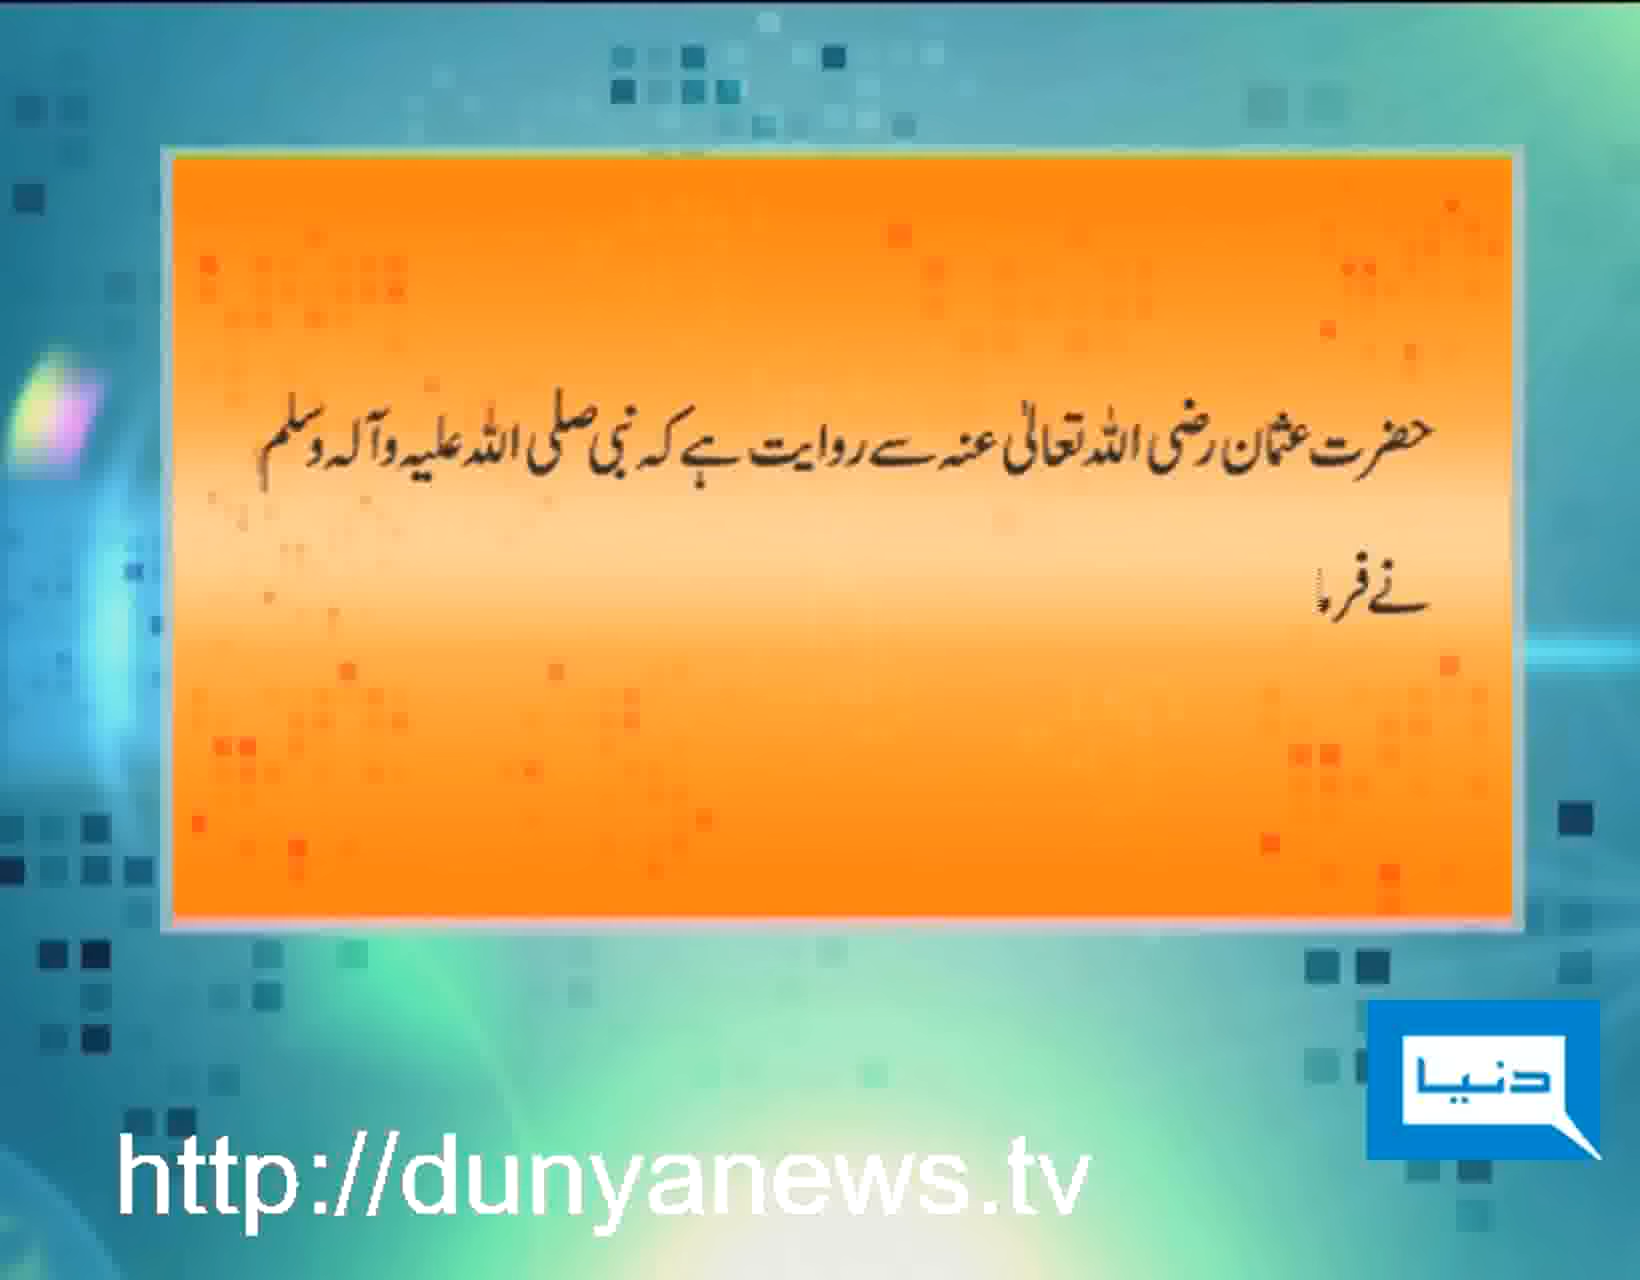 حضرت عثمان رضی اللہ تعالیٰ عنہ سے روایت ہے کہ نبی صلی اللہ علیہ وآلہ وسلم
نے فرما
دنیا
http://dunyanews.tv